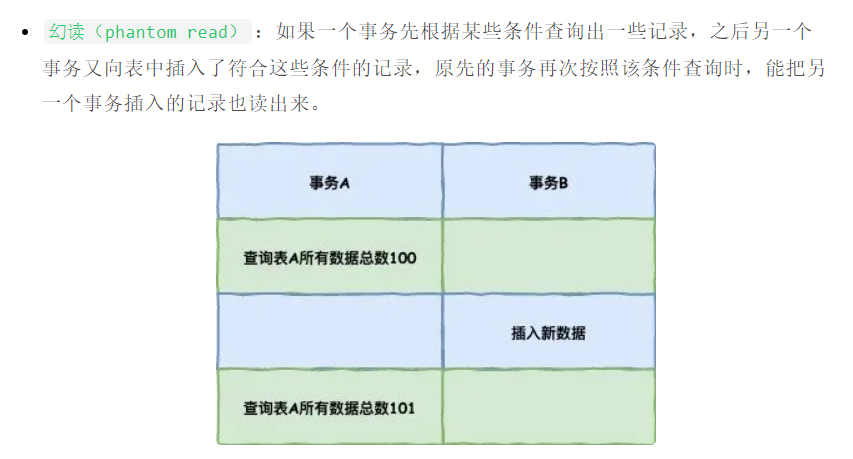 幻读（phantom read）：如果一个事务先根据某些条件查询出一些记录，之后另一个
事务又向表中插入了符合这些条件的记录，原先的事务再次按照该条件查询时，能把另
一个事务插入的记录也读出来。
事务A 事务B
查询表A所有数据总数100
插入新数据
查询表A所有数据总数101